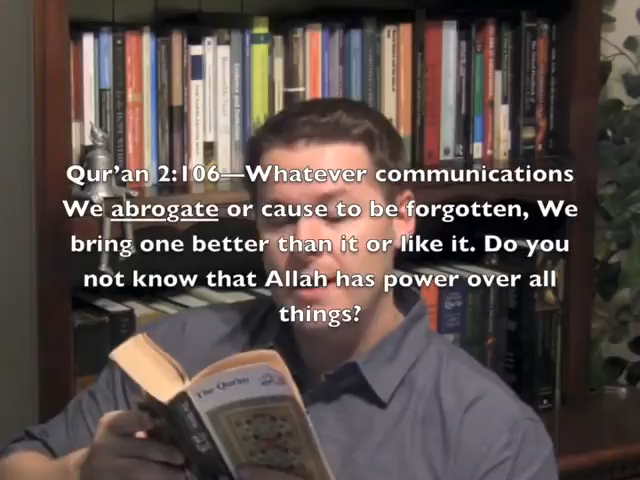 Qur'an 2:106—Whatever communications
We abrogate or cause to be forgotten, We
bring one better than it or like it. Do you
not know that Allah has power over all
things?
The Qur'an